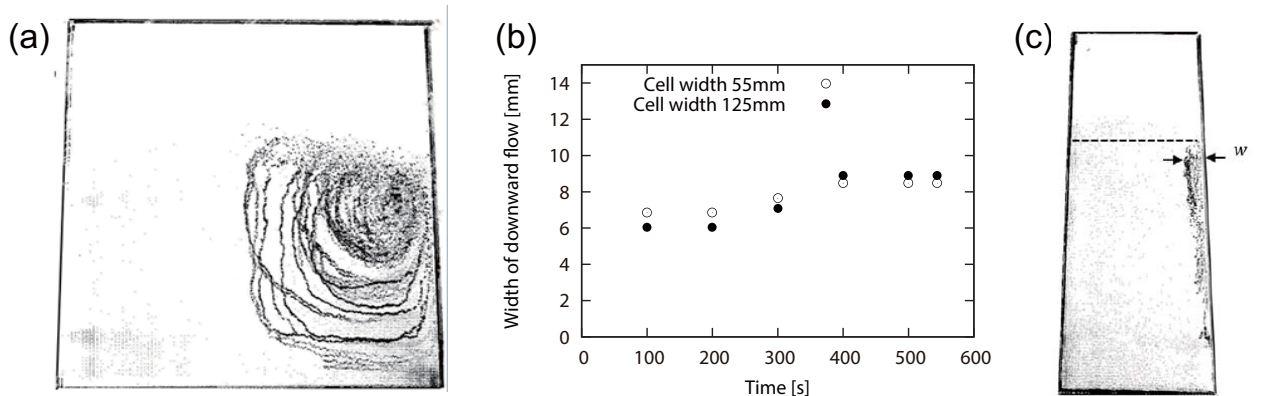 (a)
(b)
Width of downward flow [mm]
14
12
10
8
6
4
2
0
Cell width 55mm
Cell width 125mm
0 100 200 300 400 500 600
Time [s]
(c)
w